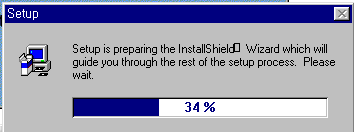 Setup
Setup is preparing the InstallShield▯ Wizard which will
guide you through the rest of the setup process. Please
wait.
34 %